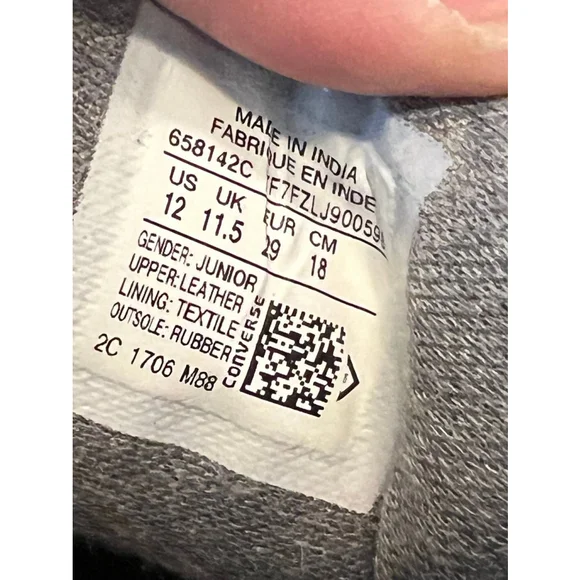 MADE IN INDIA
FABRIQUE EN INDE
658142C
US UK EUR CM
12 11.5 29 18
GENDER: JUNIOR
UPPER: LEATHER
LINING: TEXTILE
OUTSOLE: RUBBER
2C 1706 M88
CONVERSE